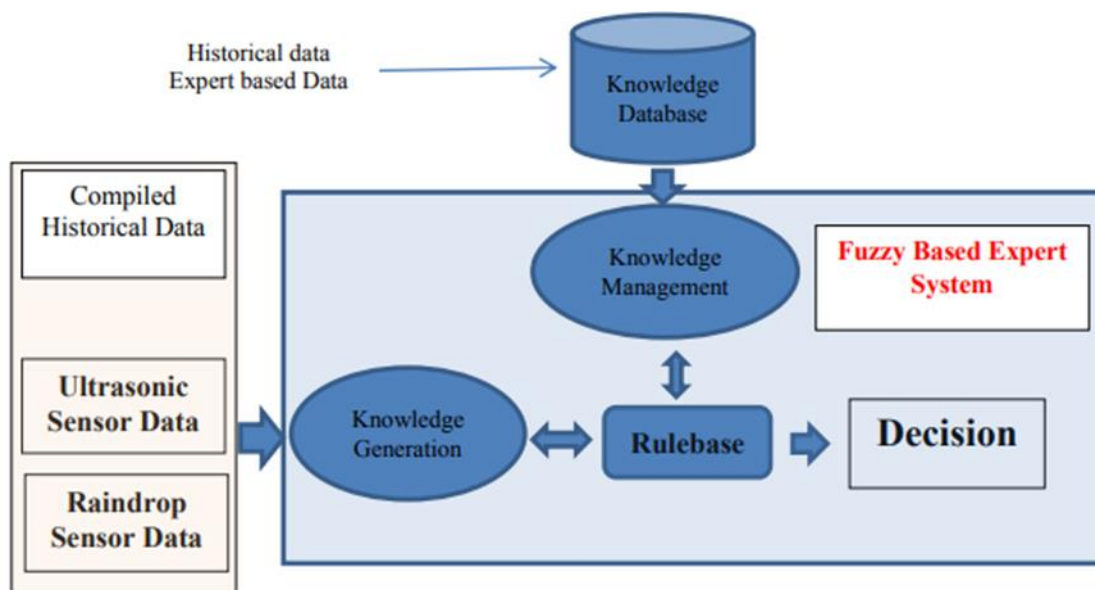 Historical data
Expert based Data
Knowledge
Database
Compiled
Historical Data
Knowledge
Management
Fuzzy Based Expert
System
Ultrasonic
Sensor Data
Knowledge
Generation
Rulebase
Decision
Raindrop
Sensor Data